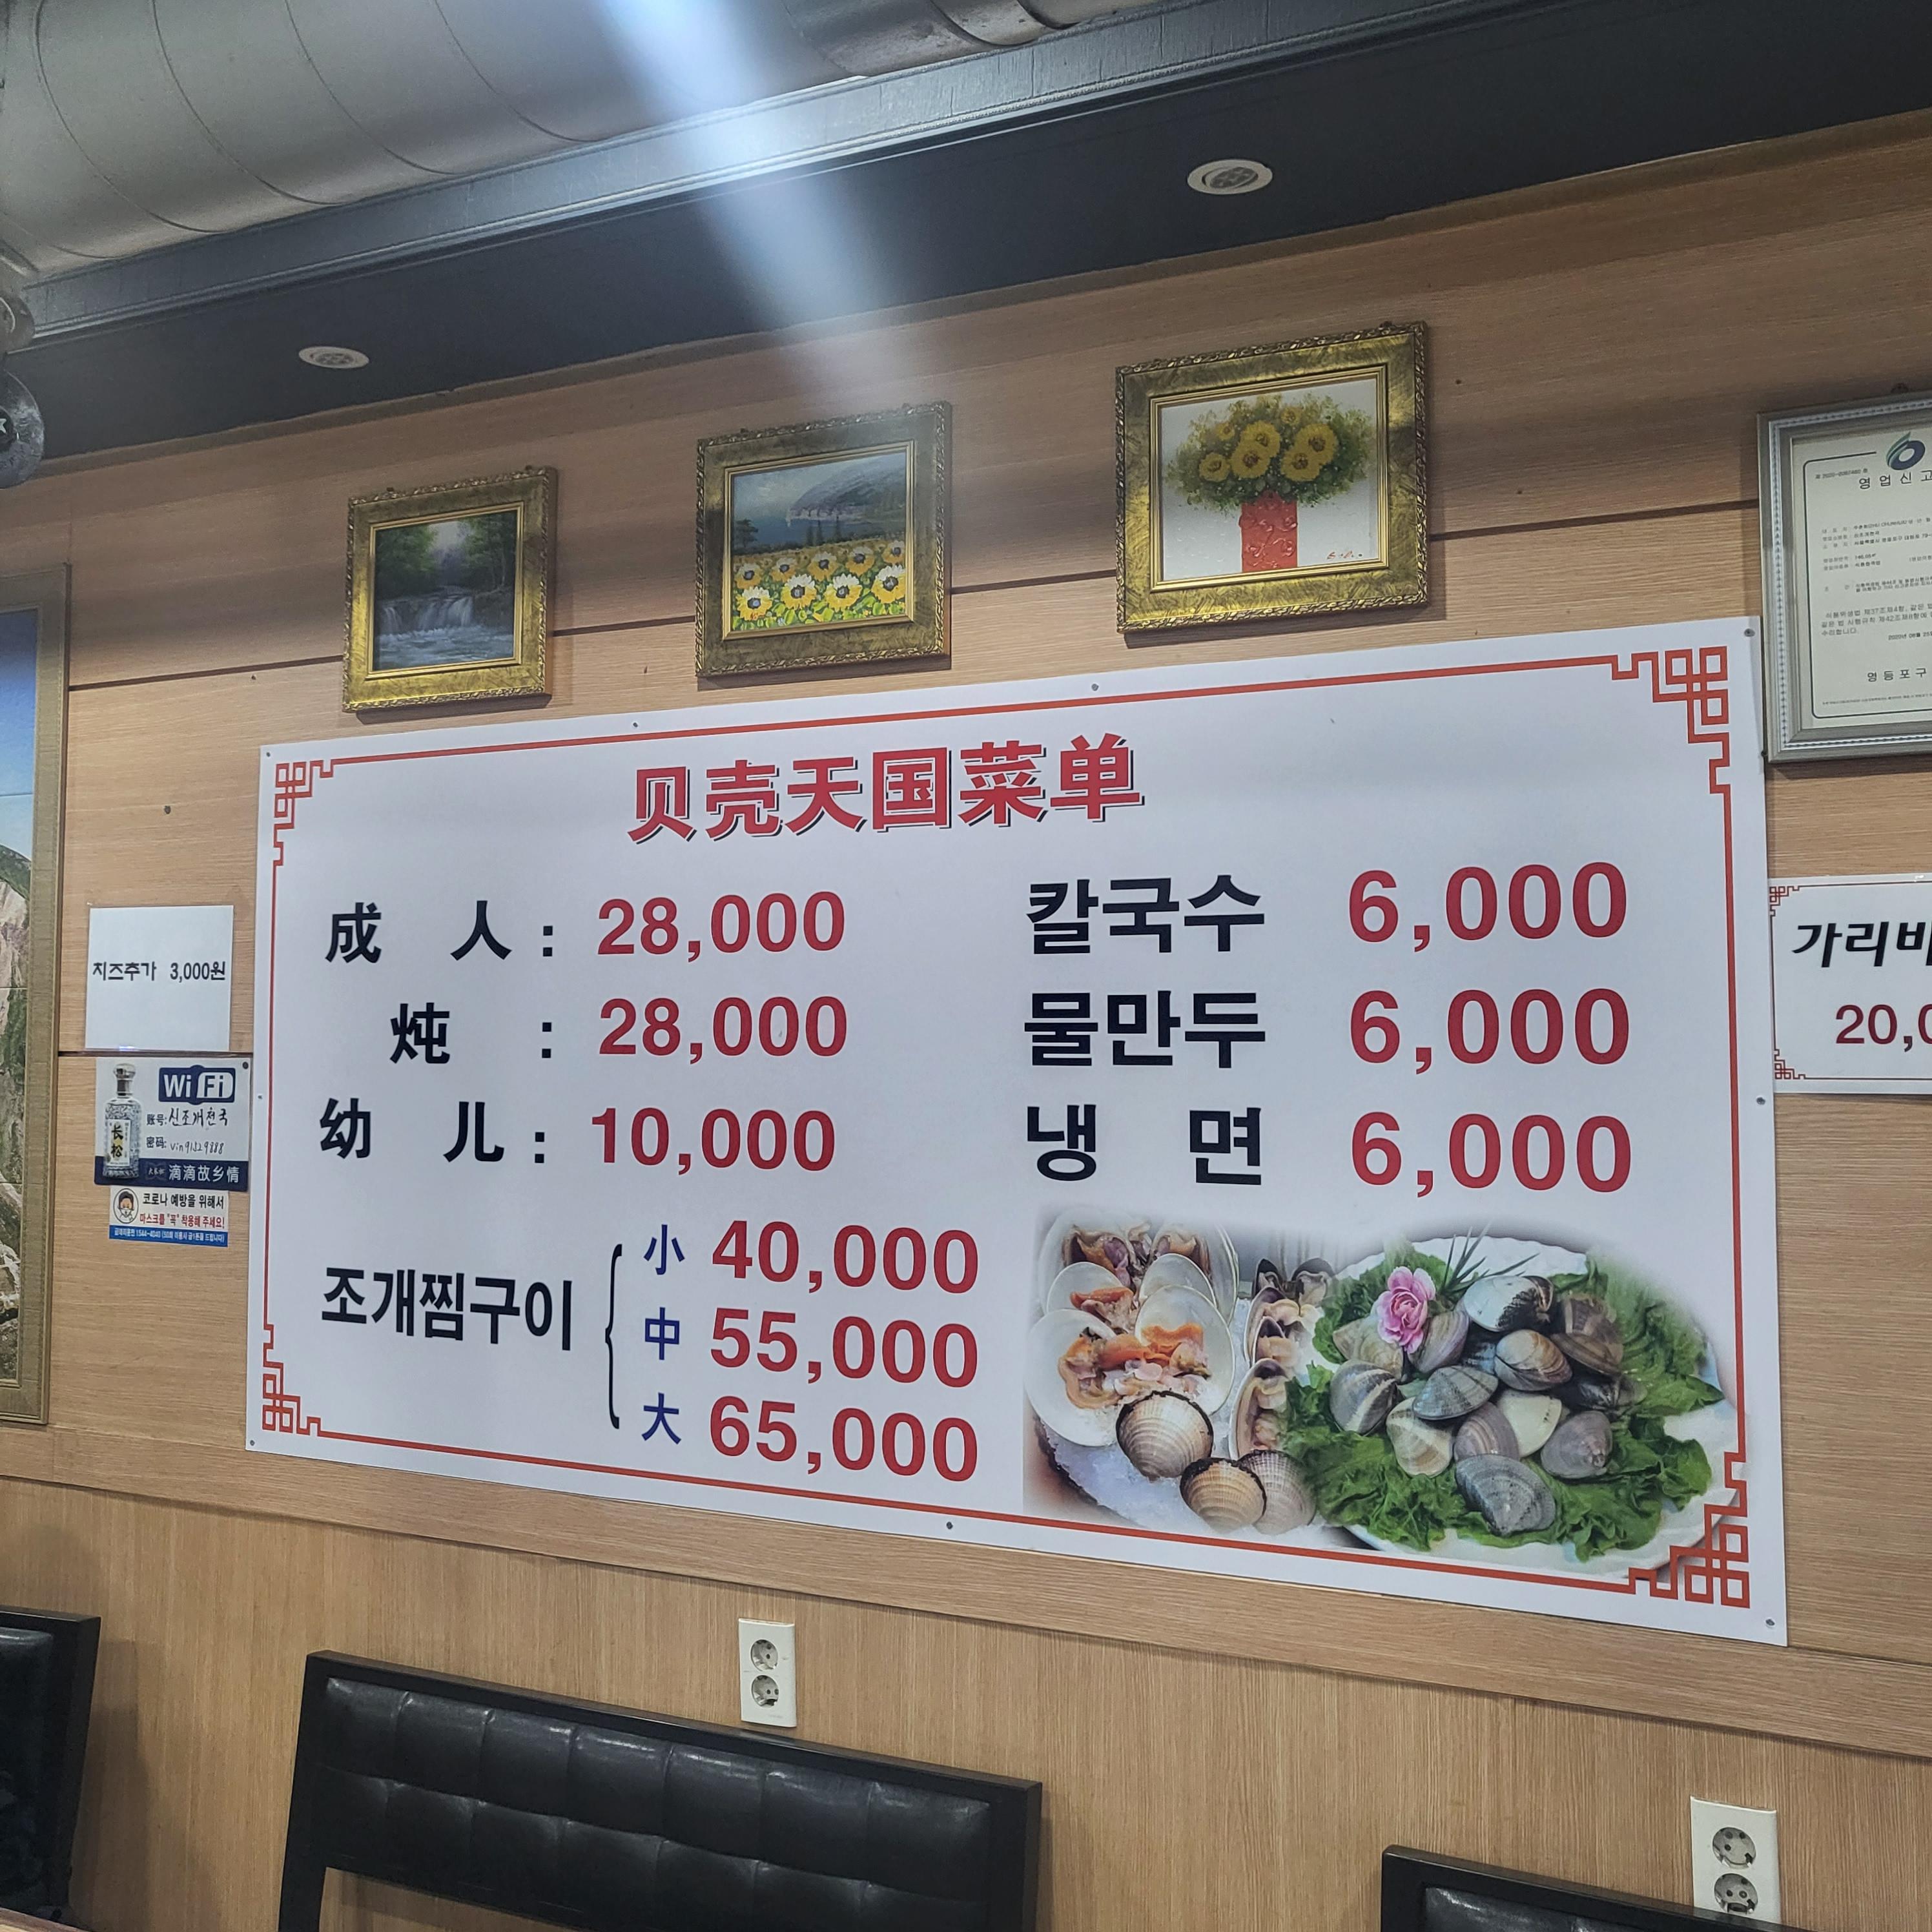 贝壳天国菜单
成 人 : 28,000
炖 : 28,000
幼 儿 : 10,000
조개찜구이
小 40,000
中 55,000
大 65,000
칼국수 6,000
물만두 6,000
냉 면 6,000
치즈추가 3,000원
WiFi
账号: 신조개천국
密码:
长松
滴滴故乡情
코로나 예방을 위해서
마스크를 "꼭" 착용해 주세요!
가리비
20,0
영업신고
영등포구